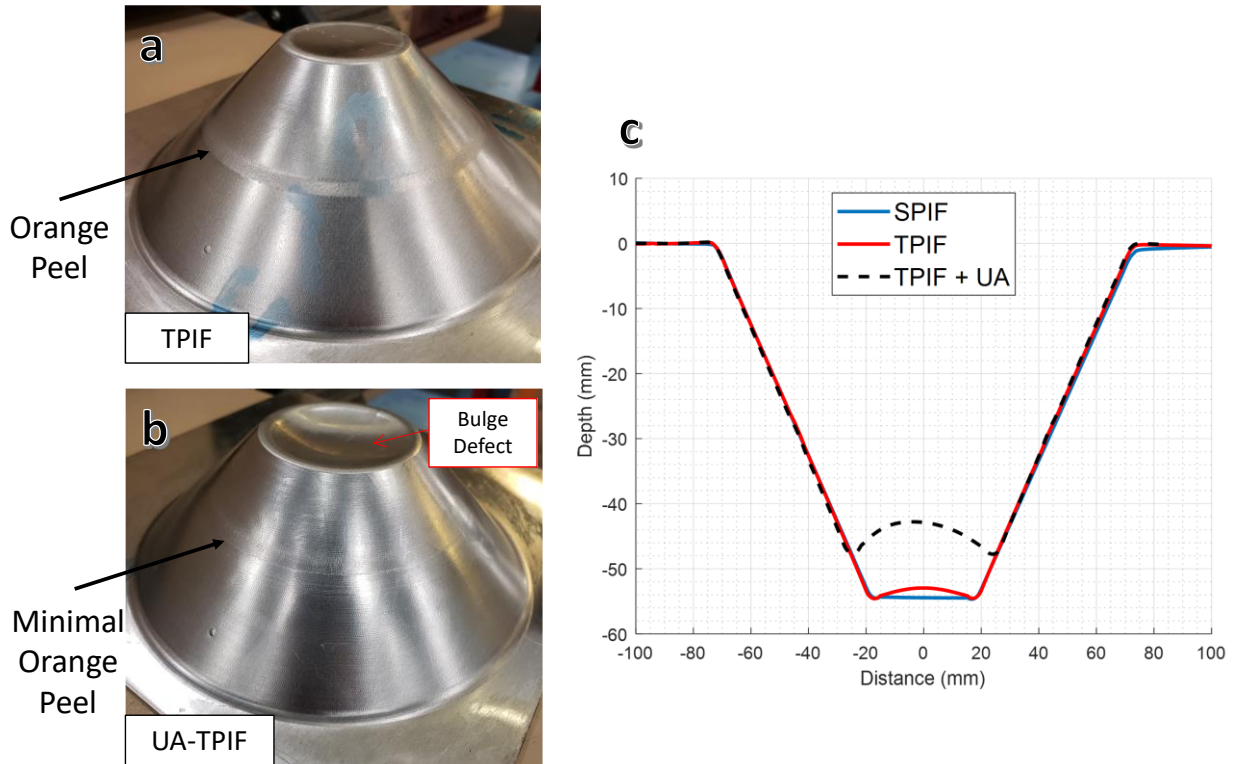 a
Orange
Peel
TPIF
b
Bulge
Defect
Minimal
Orange
Peel
UA-TPIF
c
SPIF
TPIF
TPIF + UA
10
0
-10
-20
-30
-40
-50
-60
Depth (mm)
-100 -80 -60 -40 -20 0 20 40 60 80 100
Distance (mm)